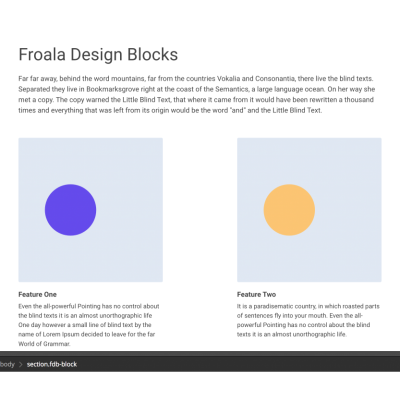 Froala Design Blocks
Far far away, behind the word mountains, far from the countries Vokalia and Consonantia, there live the blind texts.
Separated they live in Bookmarksgrove right at the coast of the Semantics, a large language ocean. On her way she
met a copy. The copy warned the Little Blind Text, that where it came from it would have been rewritten a thousand
times and everything that was left from its origin would be the word "and" and the Little Blind Text.
Feature One
Even the all-powerful Pointing has no control about
the blind texts it is an almost unorthographic life
One day however a small line of blind text by the
name of Lorem Ipsum decided to leave for the far
World of Grammar.
Feature Two
It is a paradisematic country, in which roasted parts
of sentences fly into your mouth. Even the all-
powerful Pointing has no control about the blind
texts it is an almost unorthographic life.
body > section.fdb-block